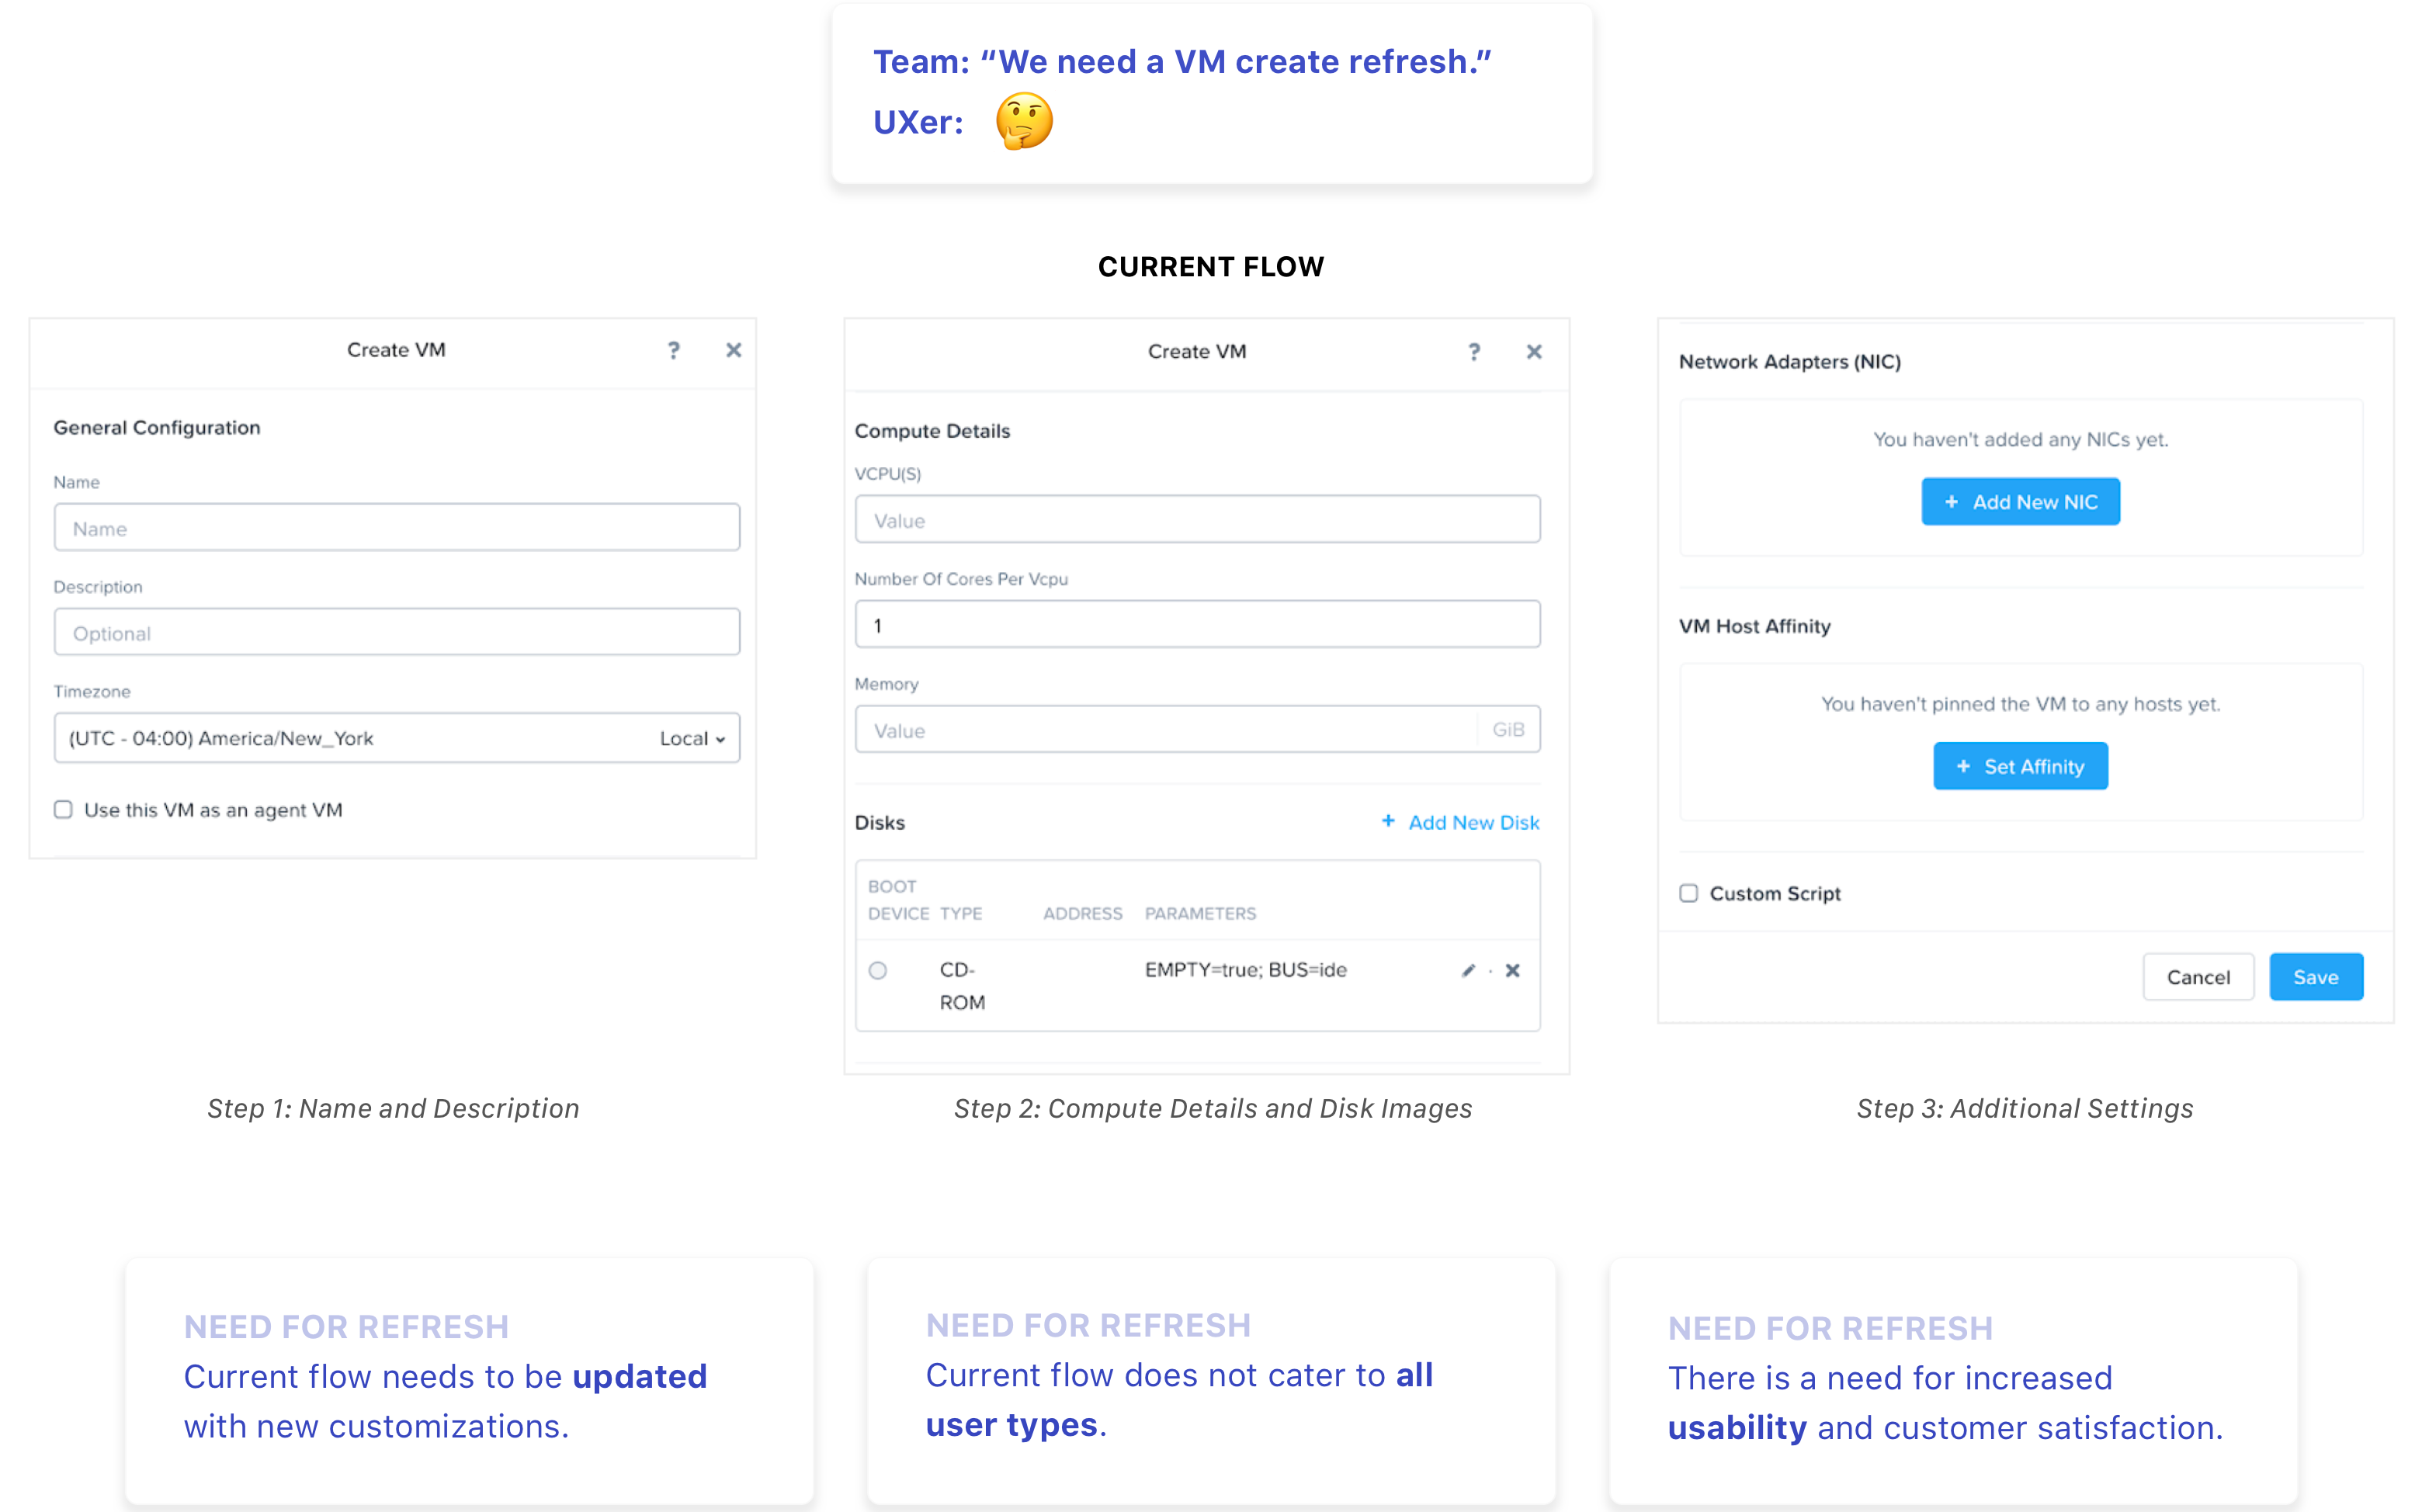 Team: “We need a VM create refresh.”
UXer: 🤔
CURRENT FLOW
Create VM ? ×
General Configuration
Name
Name
Description
Optional
Timezone
(UTC - 04:00) America/New_York Local
Use this VM as an agent VM
Step 1: Name and Description
Create VM ? ×
Compute Details
VCPU(S)
Value
Number Of Cores Per Vcpu
1
Memory
Value GiB
Disks + Add New Disk
BOOT
DEVICE TYPE ADDRESS PARAMETERS
CD- EMPTY=true; BUS=ide
ROM
Step 2: Compute Details and Disk Images
Network Adapters (NIC)
You haven't added any NICs yet.
+ Add New NIC
VM Host Affinity
You haven't pinned the VM to any hosts yet.
+ Set Affinity
Custom Script
Cancel Save
Step 3: Additional Settings
NEED FOR REFRESH
Current flow needs to be updated
with new customizations.
NEED FOR REFRESH
Current flow does not cater to all
user types.
NEED FOR REFRESH
There is a need for increased
usability and customer satisfaction.